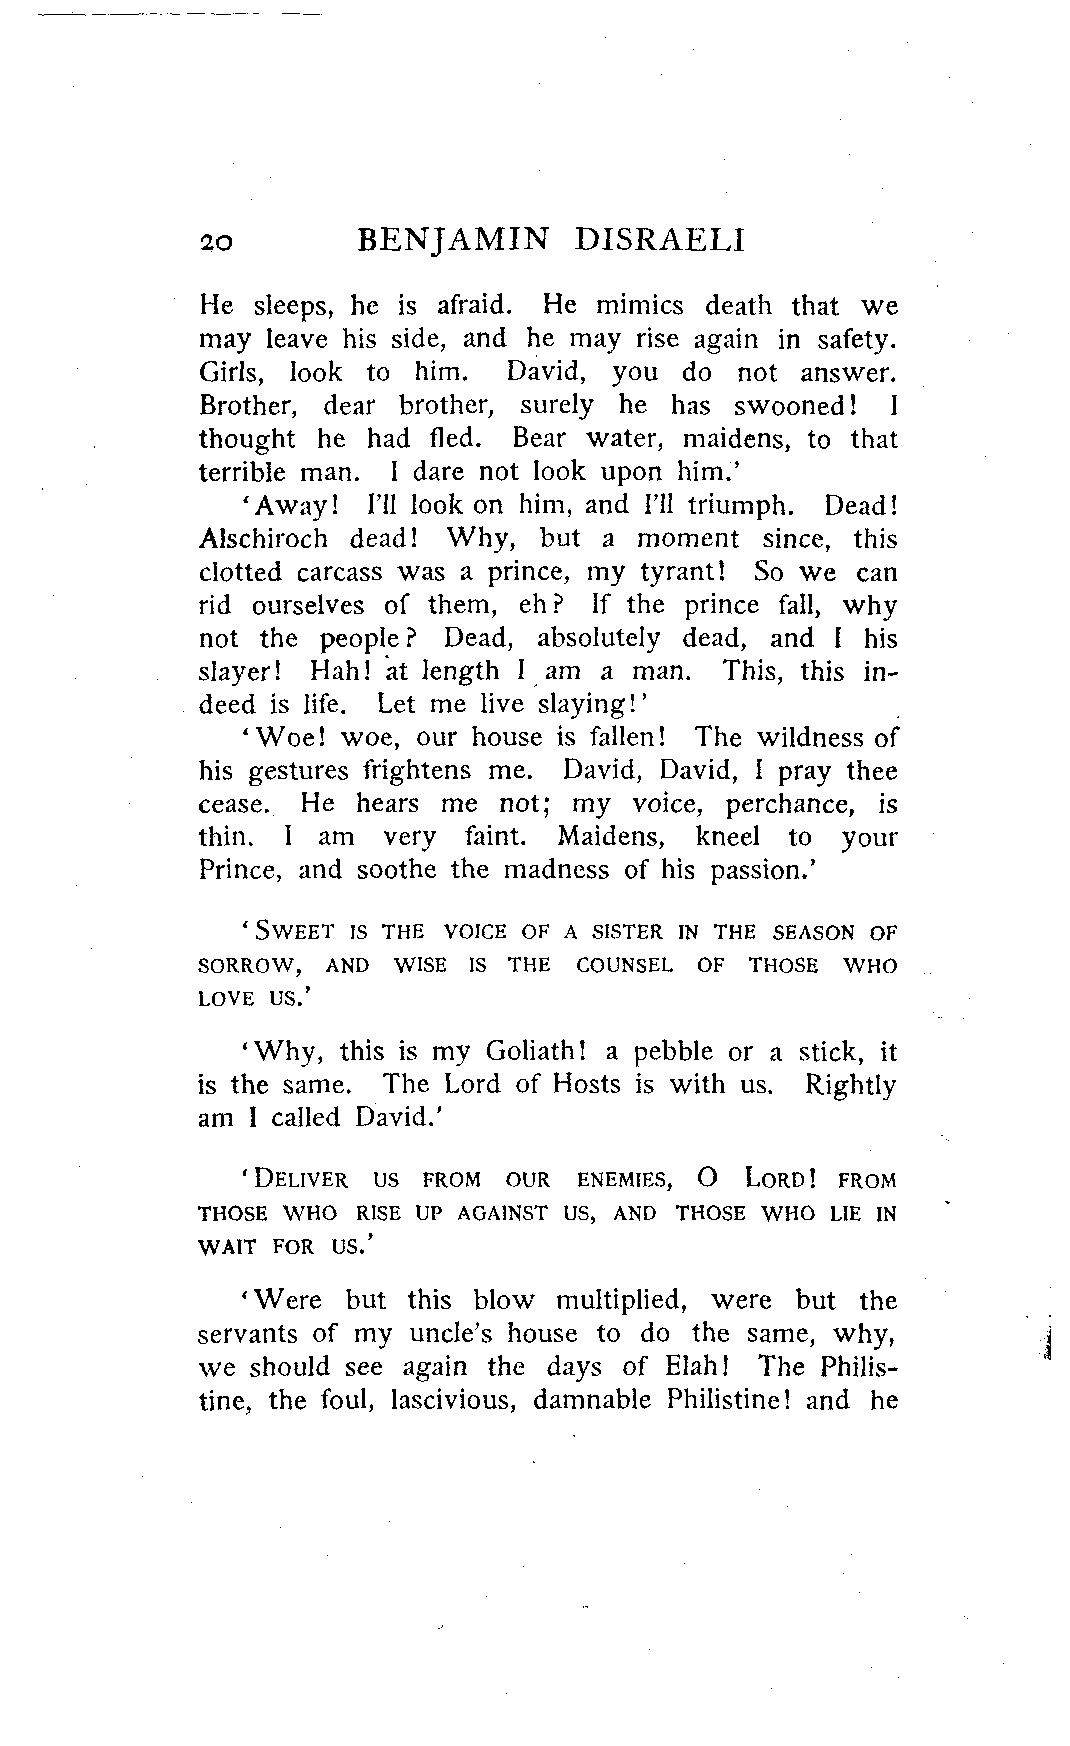 20 BENJAMIN DISRAELI
He sleeps, he is afraid. He mimics death that we
may leave his side, and he may rise again in safety.
Girls, look to him. David, you do not answer.
Brother, dear brother, surely he has swooned! I
thought he had fled. Bear water, maidens, to that
terrible man. I dare not look upon him.'
'Away! I'll look on him, and I'll triumph. Dead!
Alschiroch dead! Why, but a moment since, this
clotted carcass was a prince, my tyrant! So we can
rid ourselves of them, eh? If the prince fall, why
not the people? Dead, absolutely dead, and I his
slayer! Hah! at length I am a man. This, this in-
deed is life. Let me live slaying!'
'Woe! woe, our house is fallen! The wildness of
his gestures frightens me. David, David, I pray thee
cease. He hears me not; my voice, perchance, is
thin. I am very faint. Maidens, kneel to your
Prince, and soothe the madness of his passion.'
'SWEET IS THE VOICE OF A SISTER IN THE SEASON OF
SORROW, AND WISE IS THE COUNSEL OF THOSE WHO
LOVE US.'
'Why, this is my Goliath! a pebble or a stick, it
is the same. The Lord of Hosts is with us. Rightly
am I called David.'
'DELIVER US FROM OUR ENEMIES, O LORD! FROM
THOSE WHO RISE UP AGAINST US, AND THOSE WHO LIE IN
WAIT FOR US.'
'Were but this blow multiplied, were but the
servants of my uncle's house to do the same, why,
we should see again the days of Elah! The Philis-
tine, the foul, lascivious, damnable Philistine! and he